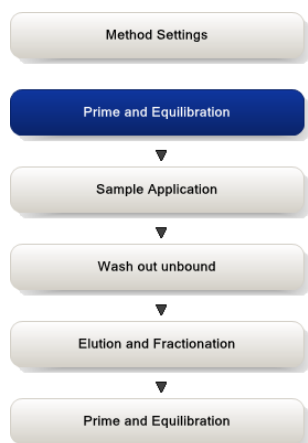 Method Settings
Prime and Equilibration
Sample Application
Wash out unbound
Elution and Fractionation
Prime and Equilibration